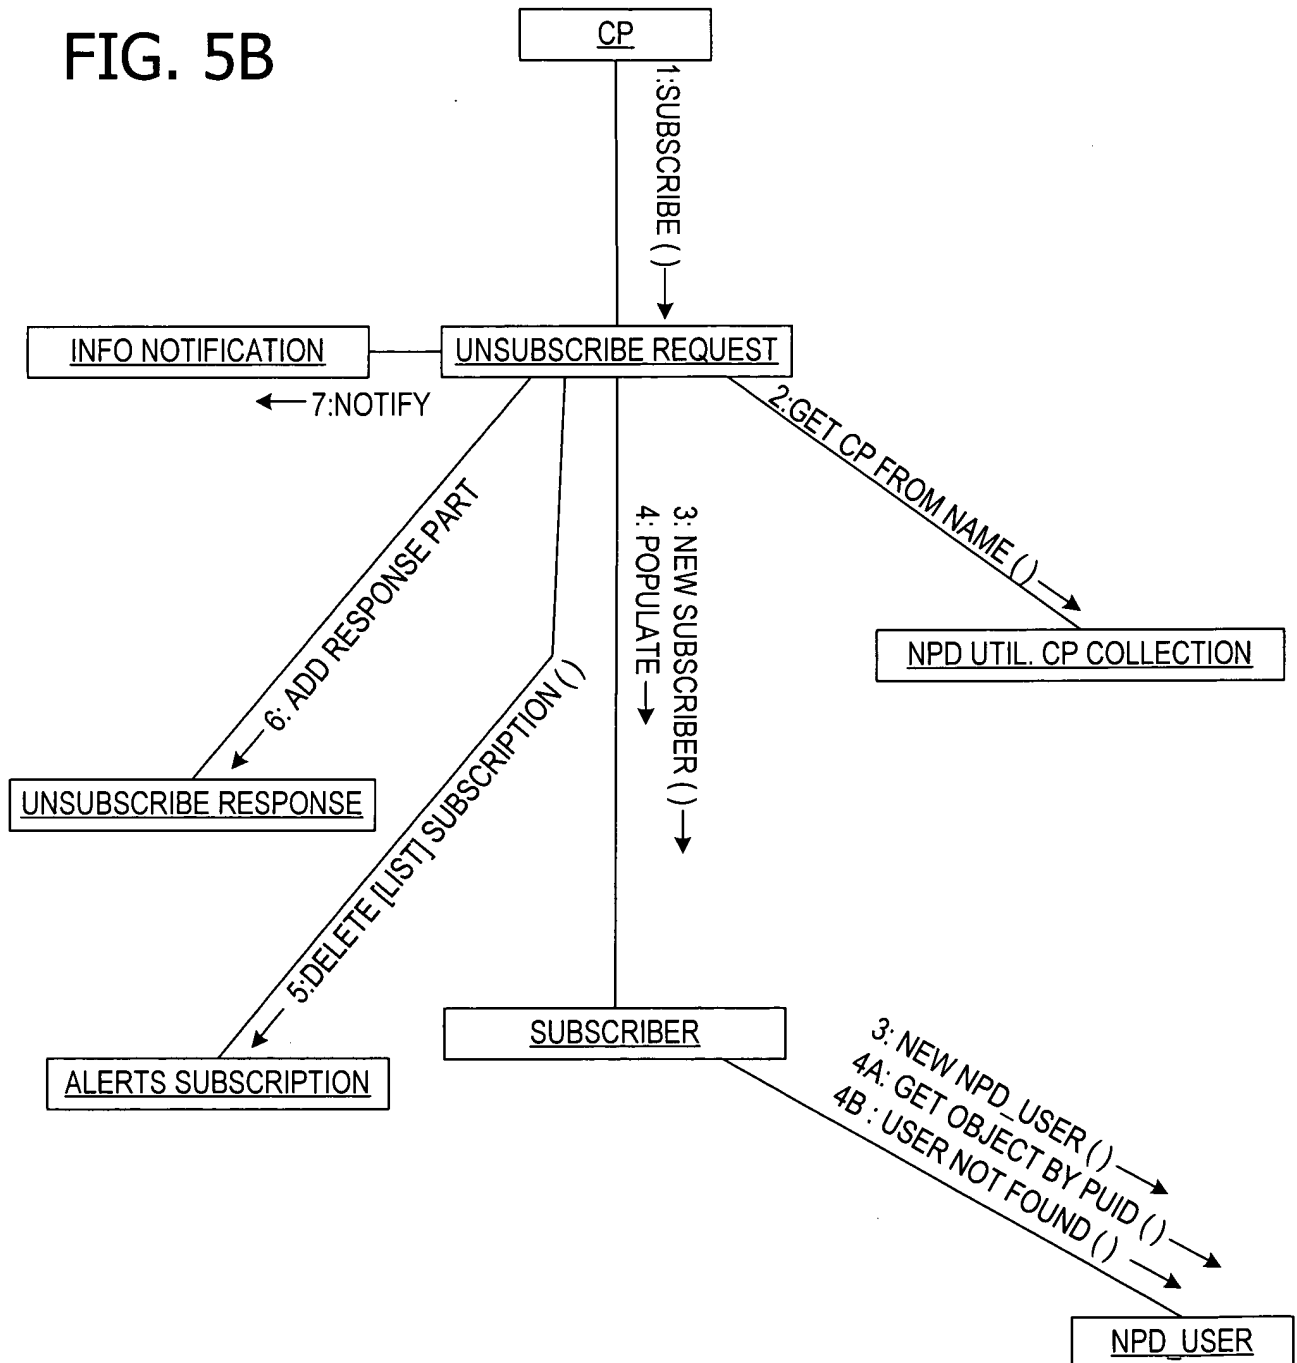 FIG. 5B
CP
1:SUBSCRIBE ( )
INFO NOTIFICATION
UNSUBSCRIBE REQUEST
7:NOTIFY
2:GET CP FROM NAME ( )
3: NEW SUBSCRIBER ( )
4: POPULATE
6: ADD RESPONSE PART
NPD UTIL. CP COLLECTION
5:DELETE [LIST] SUBSCRIPTION ( )
UNSUBSCRIBE RESPONSE
SUBSCRIBER
ALERTS SUBSCRIPTION
3: NEW NPD_USER ( )
4A: GET OBJECT BY PUID ( )
4B : USER NOT FOUND ( )
NPD_USER